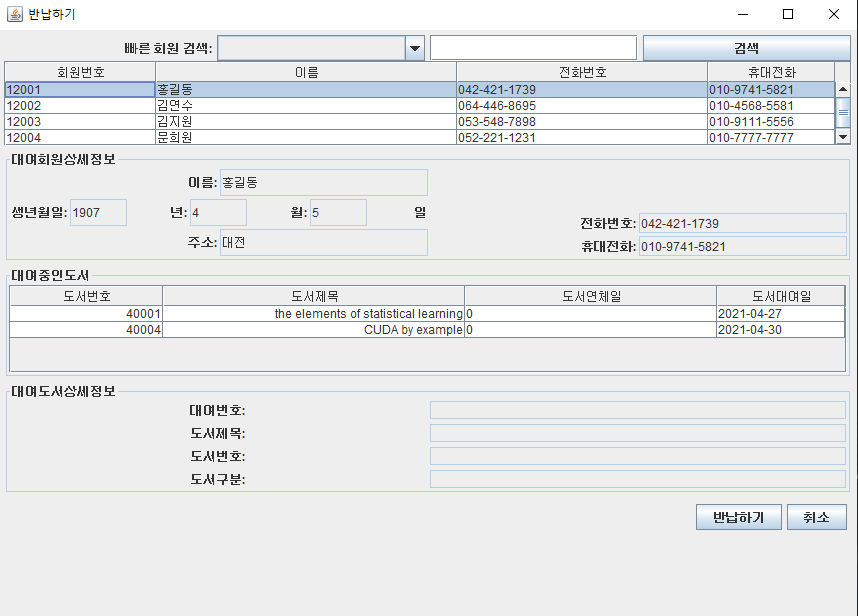 반납하기
빠른 회원 검색: 검색
회원번호 이름 전화번호 휴대전화
12001 홍길동 042-421-1739 010-9741-5821
12002 김연수 064-446-8695 010-4568-5581
12003 김지원 053-548-7898 010-9111-5556
12004 문희원 052-221-1231 010-7777-7777
대여회원상세정보
이름: 홍길동
생년월일: 1907 년: 4 월: 5 일
전화번호: 042-421-1739
주소: 대전
휴대전화: 010-9741-5821
대여중인도서
도서번호 도서제목 도서연체일 도서대여일
40001 the elements of statistical learning 0 2021-04-27
40004 CUDA by example 0 2021-04-30
대여도서상세정보
대여번호:
도서제목:
도서번호:
도서구분:
반납하기 취소